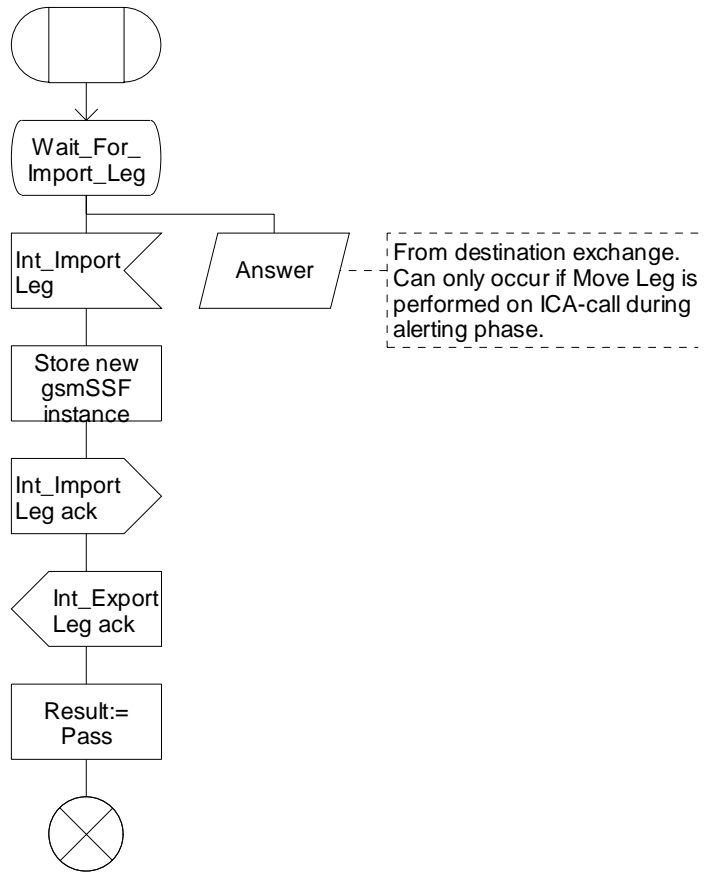 Wait_For_
Import_Leg
Int_Import
Leg
Answer
From destination exchange.
Can only occur if Move Leg is
performed on ICA-call during
alerting phase.
Store new
gsmSSF
instance
Int_Import
Leg ack
Int_Export
Leg ack
Result:=
Pass